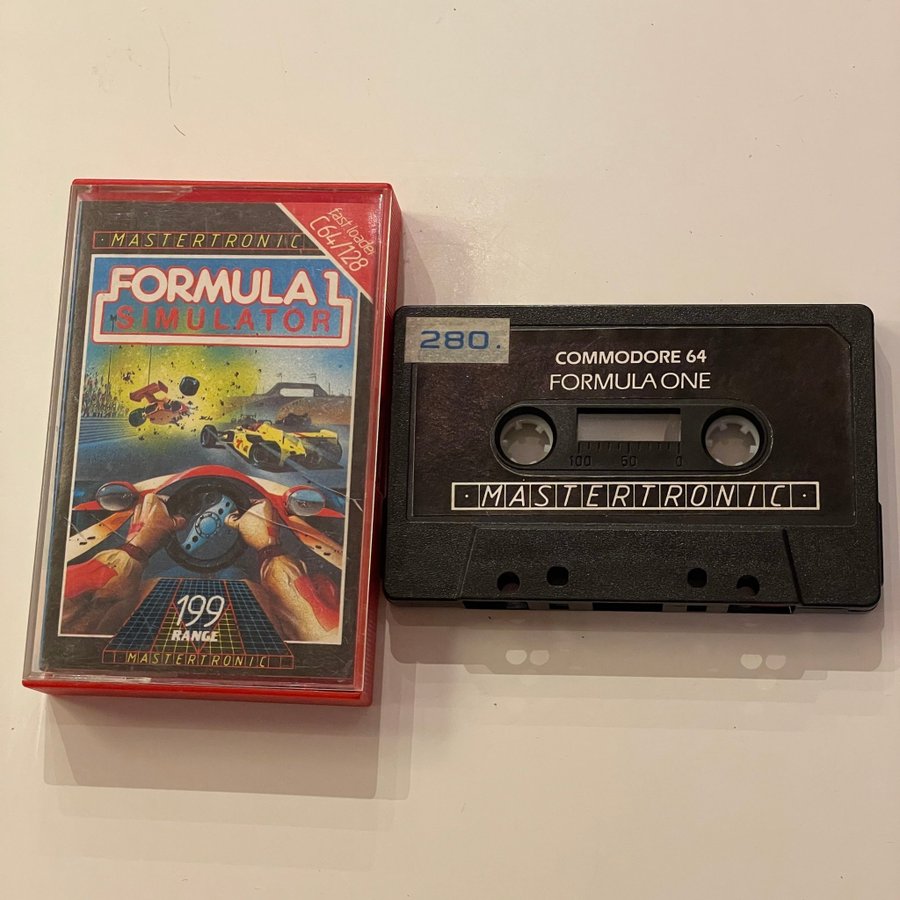 · MASTERTRONIC
fast loader
C64/128
FORMULA 1
SIMULATOR
199
RANGE
MASTERTRONIC
280.
COMMODORE 64
FORMULA ONE
100 50 0
· MASTERTRONIC ·